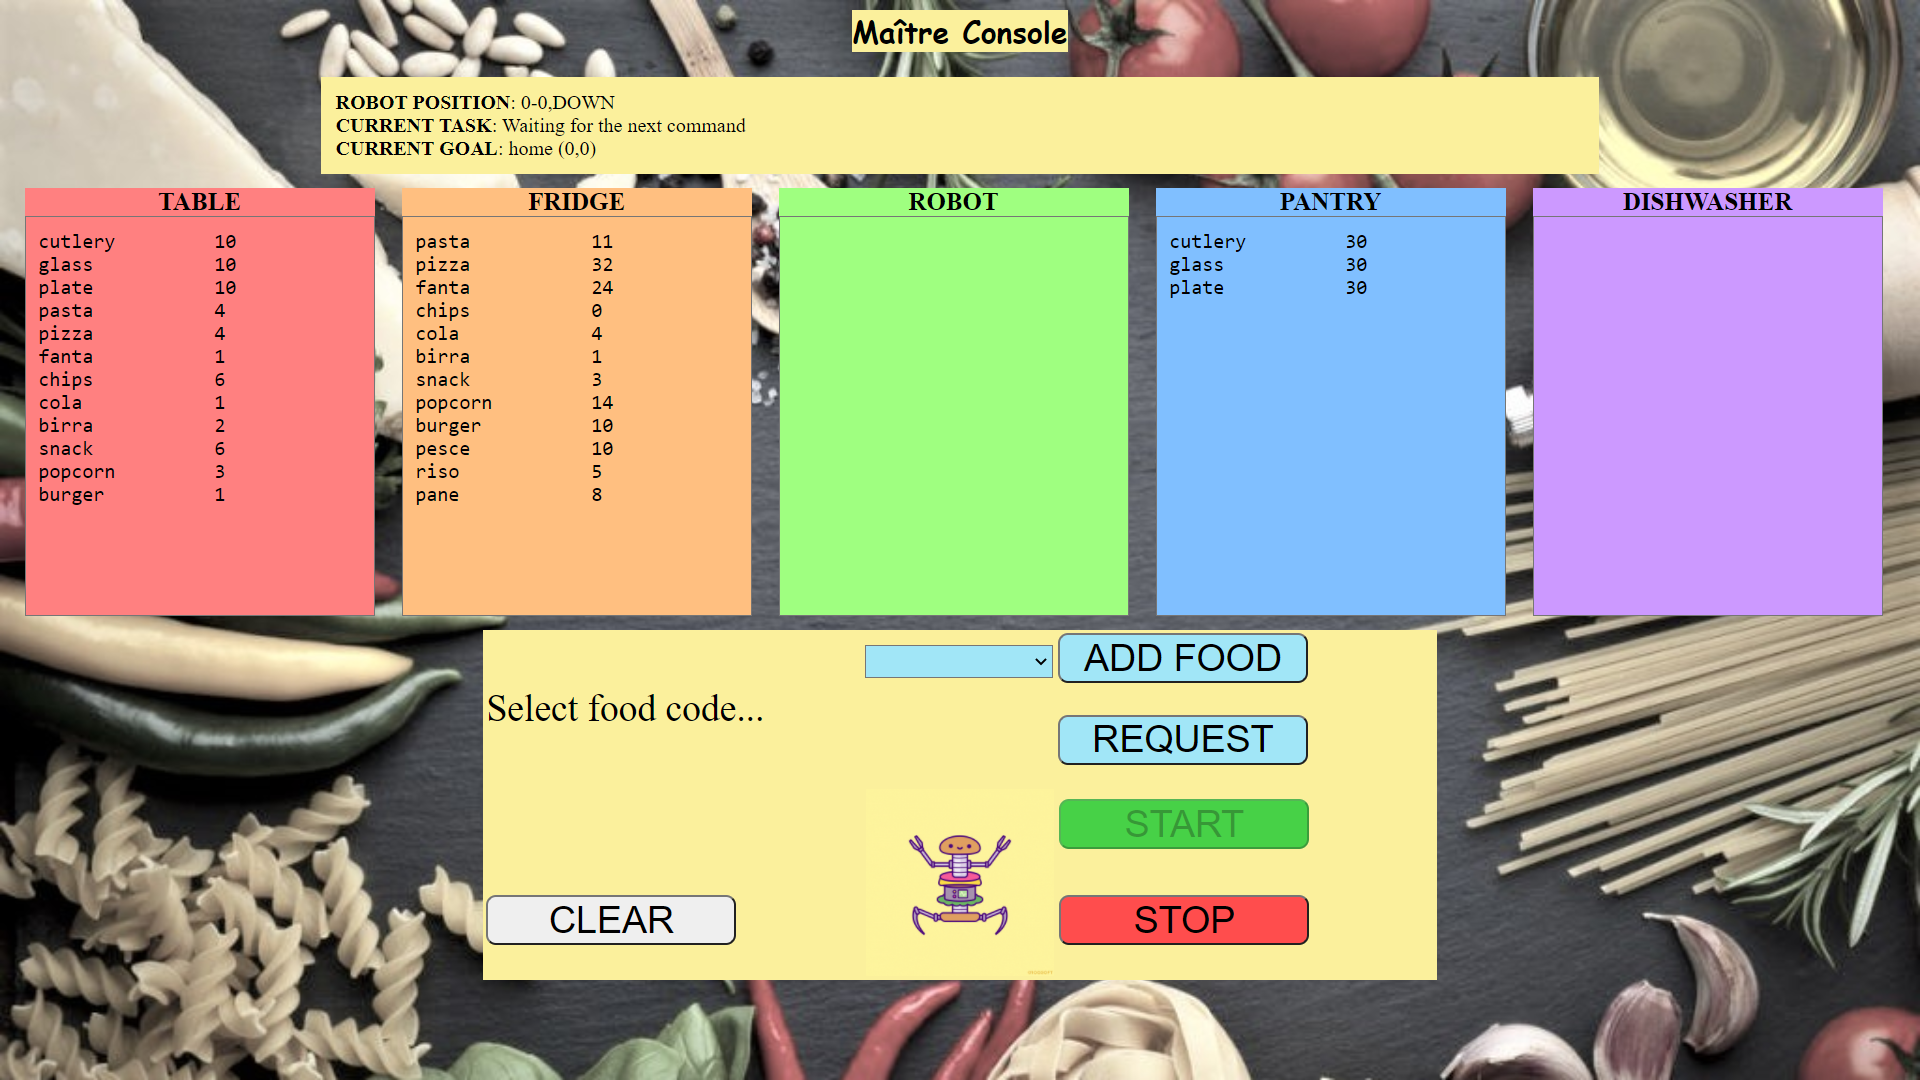 Maître Console
ROBOT POSITION: 0-0,DOWN
CURRENT TASK: Waiting for the next command
CURRENT GOAL: home (0,0)
TABLE
cutlery 10
glass 10
plate 10
pasta 4
pizza 4
fanta 1
chips 6
cola 1
birra 2
snack 6
popcorn 3
burger 1
FRIDGE
pasta 11
pizza 32
fanta 24
chips 0
cola 4
birra 1
snack 3
popcorn 14
burger 10
pesce 10
riso 5
pane 8
ROBOT
PANTRY
cutlery 30
glass 30
plate 30
DISHWASHER
ADD FOOD
Select food code...
REQUEST
START
CLEAR
STOP